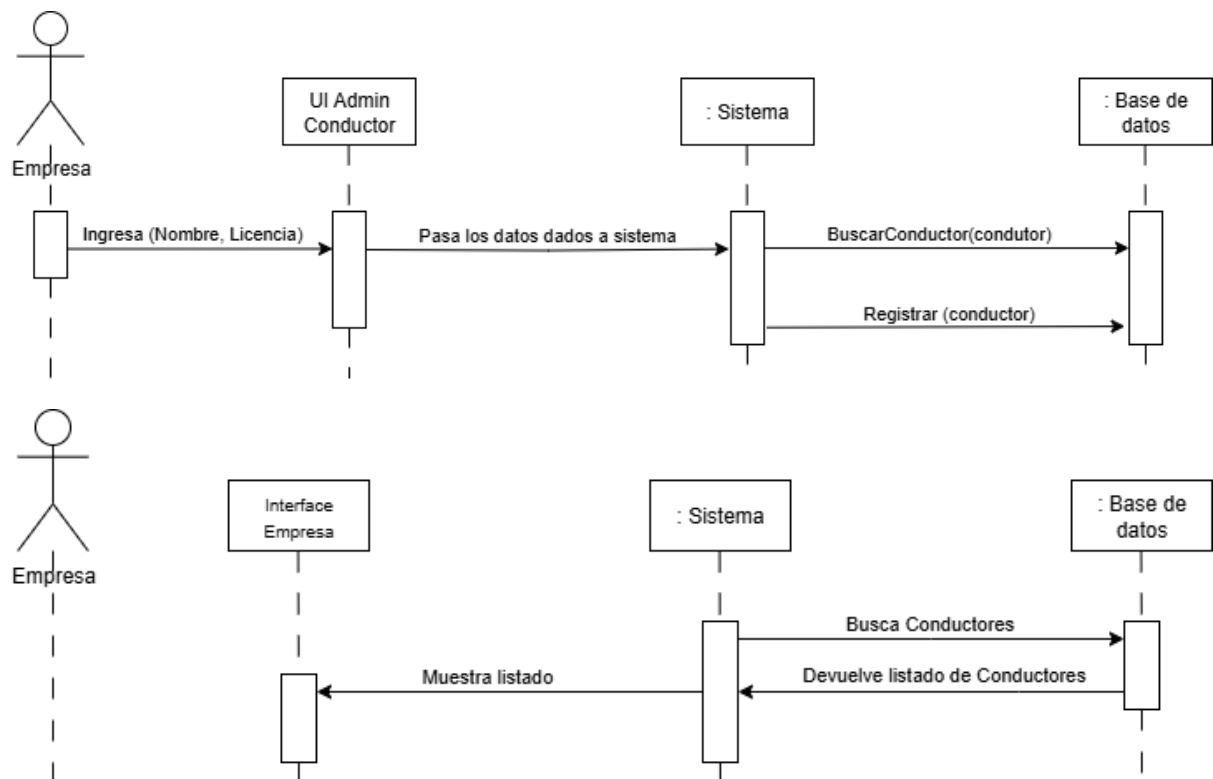 Empresa
UI Admin
Conductor
: Sistema
: Base de
datos
Ingresa (Nombre, Licencia)
Pasa los datos dados a sistema
BuscarConductor(condutor)
Registrar (conductor)
Empresa
Interface
Empresa
: Sistema
: Base de
datos
Busca Conductores
Muestra listado
Devuelve listado de Conductores